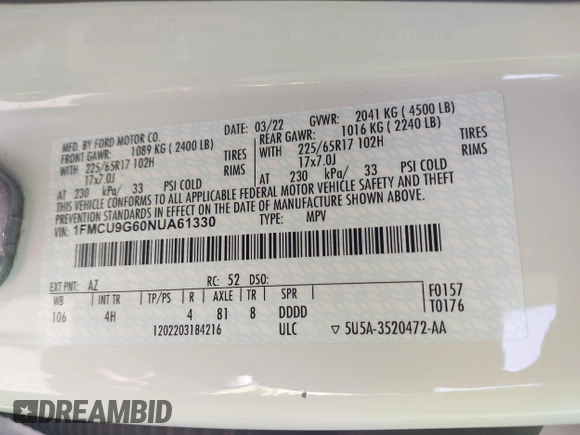 MFD. BY FORD MOTOR CO.
DATE: 03/22 GVWR: 2041 KG ( 4500 LB)
FRONT GAWR: 1089 KG ( 2400 LB) REAR GAWR: 1016 KG ( 2240 LB)
WITH 225/65R17 102H TIRES WITH 225/65R17 102H TIRES
17x7.0J RIMS 17x7.0J RIMS
AT 230 kPa/ 33 PSI COLD AT 230 kPa/ 33 PSI COLD
THIS VEHICLE CONFORMS TO ALL APPLICABLE FEDERAL MOTOR VEHICLE SAFETY AND THEFT
PREVENTION STANDARDS IN EFFECT ON THE DATE OF MANUFACTURE SHOWN ABOVE.
VIN: 1FMCU9G60NUA61330 TYPE: MPV
EXT PNT: AZ RC: 52 DSO: F0157
WB INT TR TP/PS R AXLE TR SPR T0176
106 4H 4 81 8 DDDD
1202203184216 ULC ▽ 5U5A-3520472-AA
DREAMBID